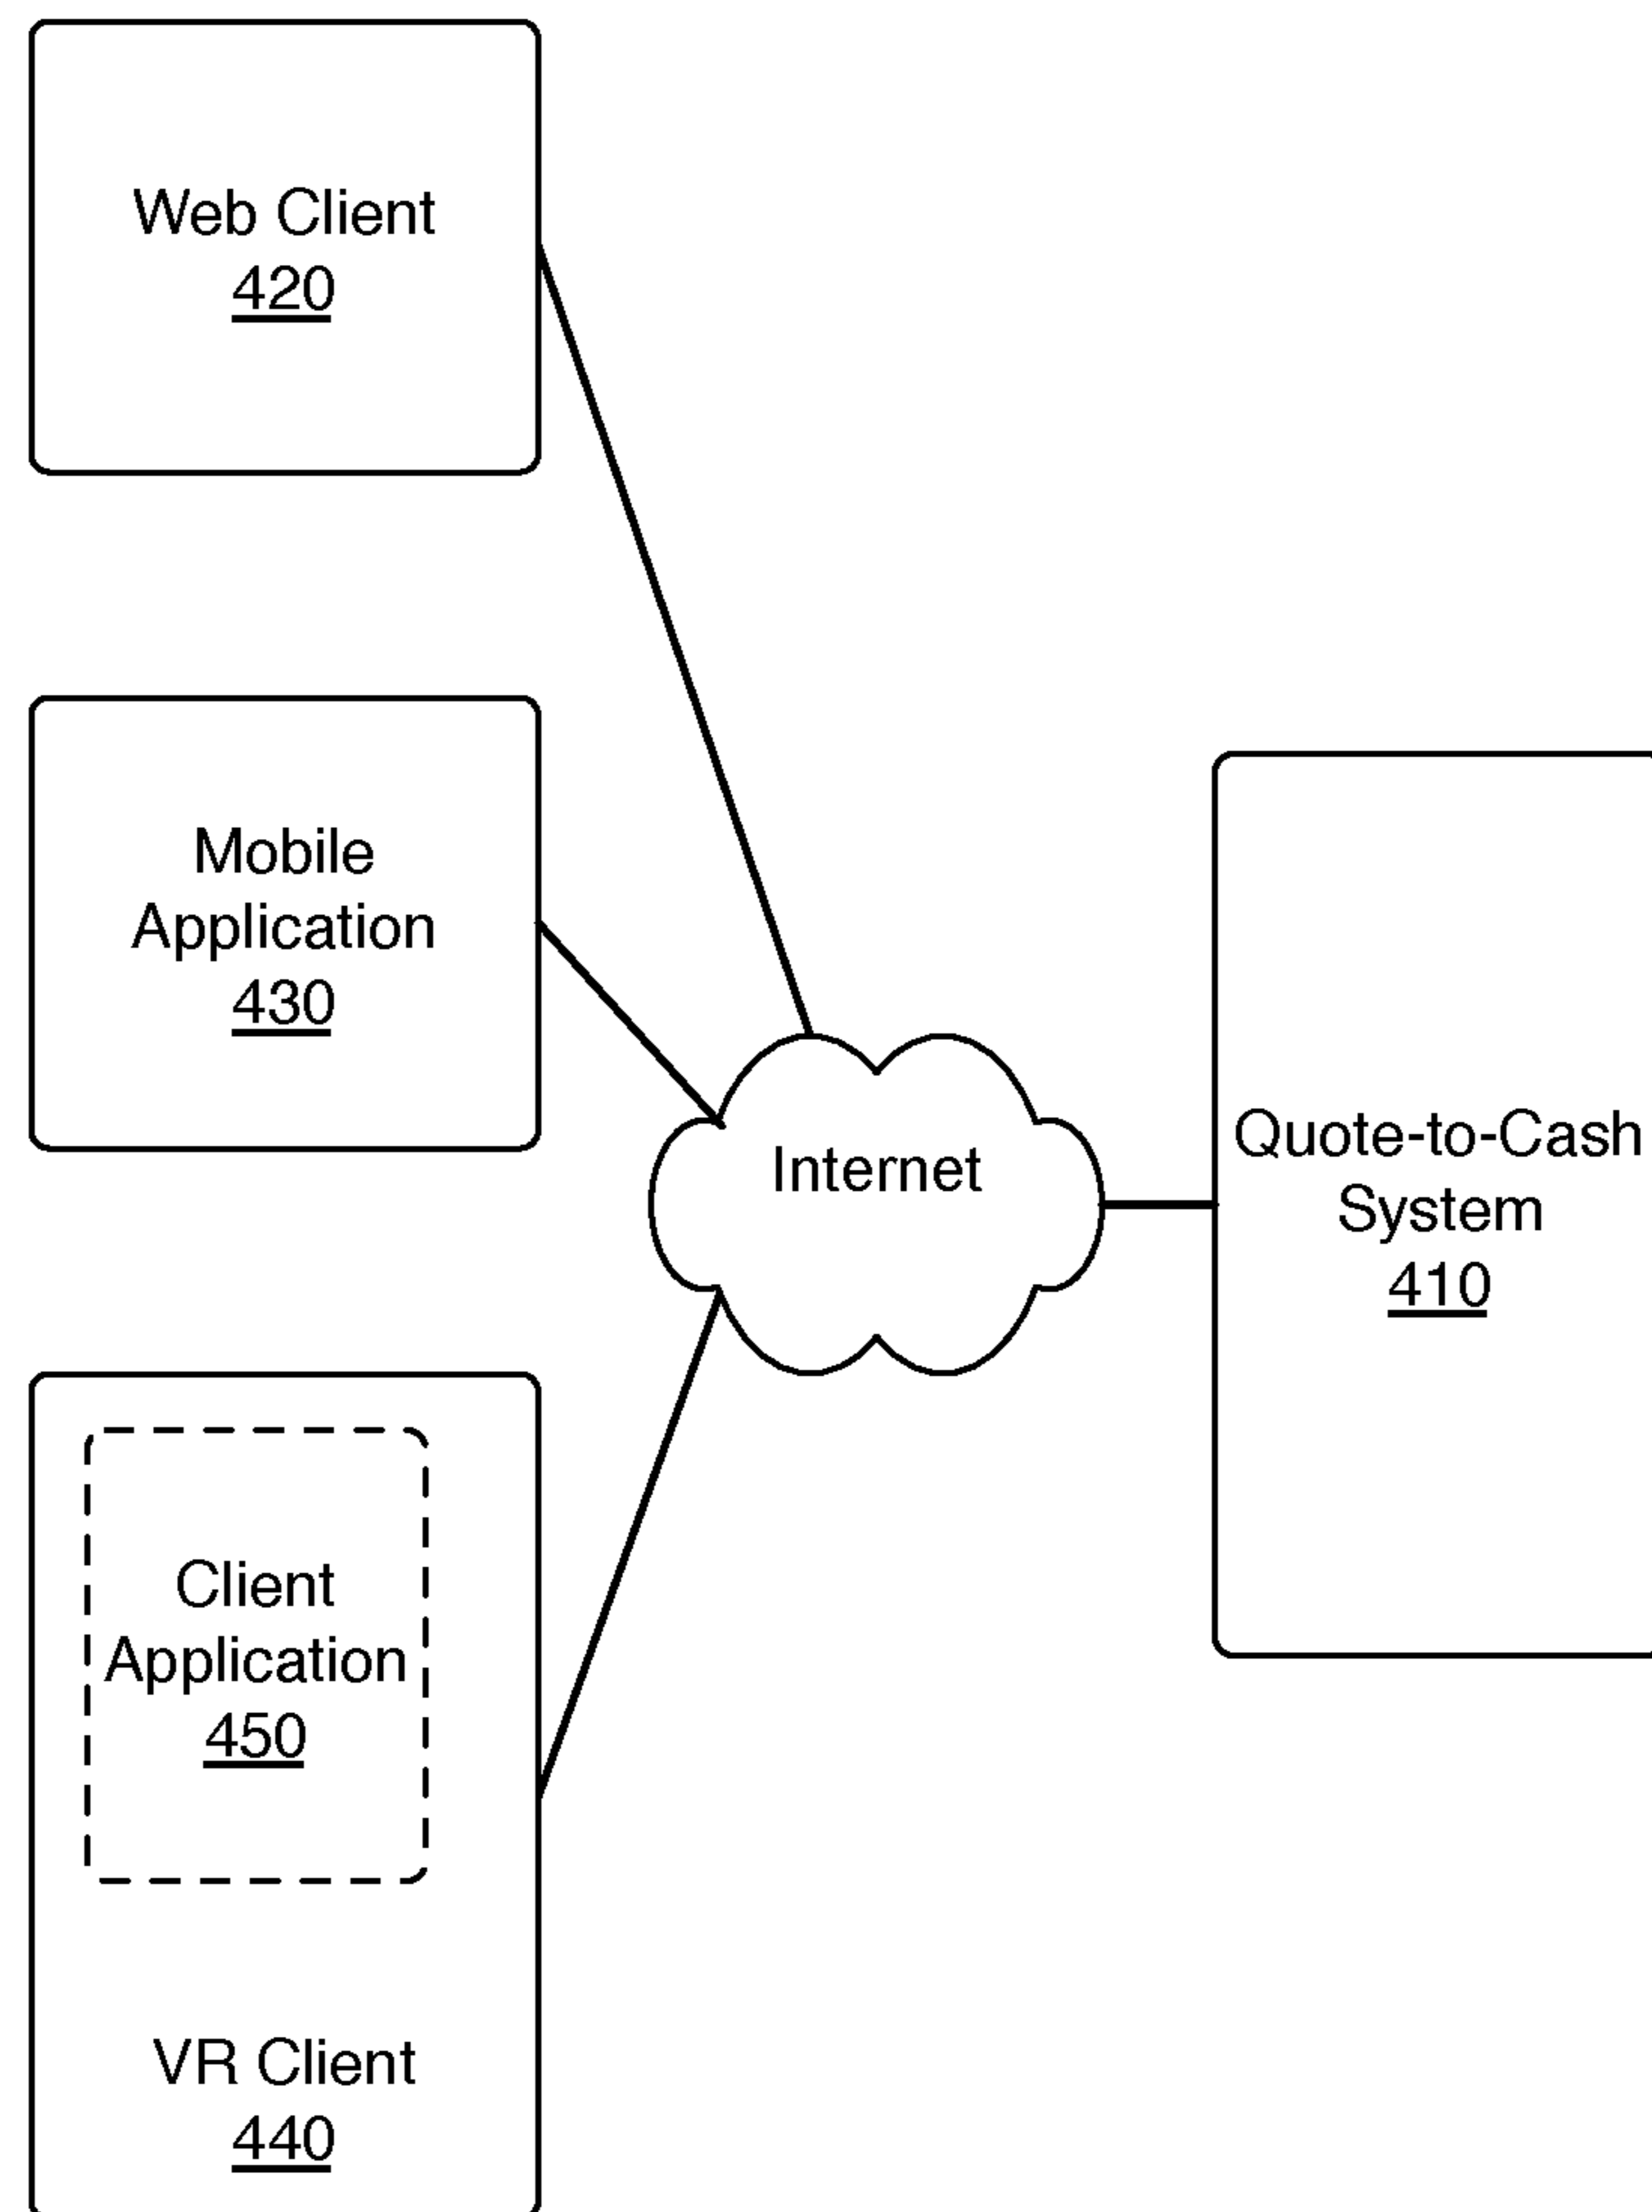 Web Client
420
Mobile
Application
430
Internet
Quote-to-Cash
System
410
Client
Application
450
VR Client
440